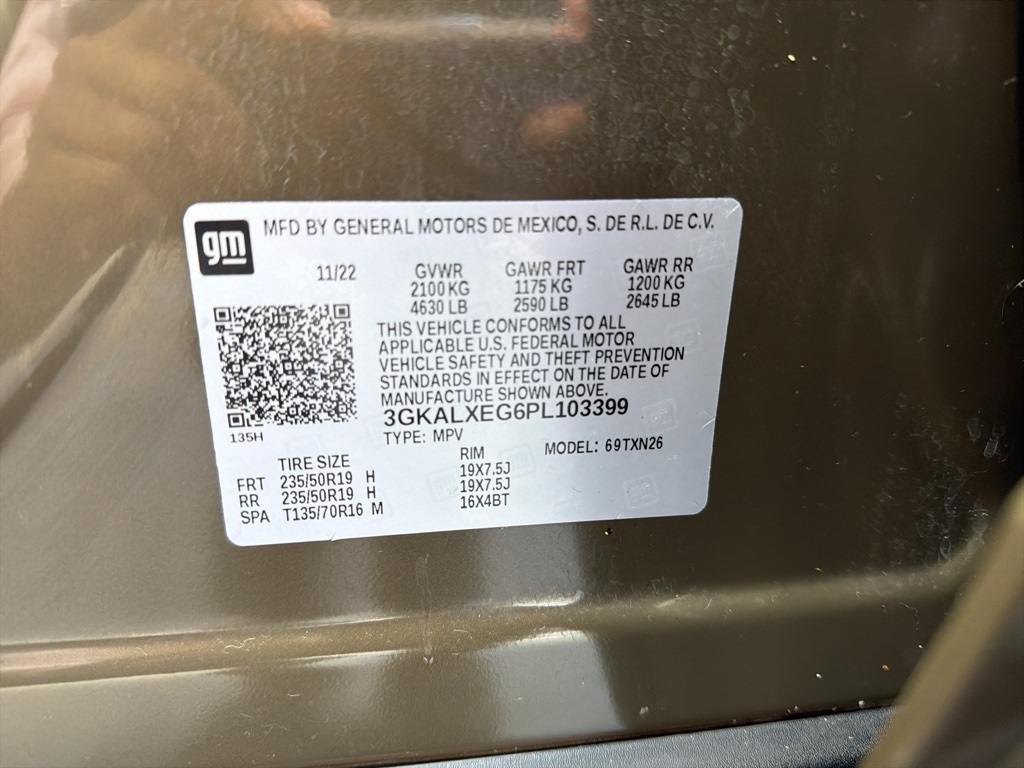 gm MFD BY GENERAL MOTORS DE MEXICO, S. DE R.L. DE C.V.
11/22 GVWR GAWR FRT GAWR RR
2100 KG 1175 KG 1200 KG
4630 LB 2590 LB 2645 LB
THIS VEHICLE CONFORMS TO ALL
APPLICABLE U.S. FEDERAL MOTOR
VEHICLE SAFETY AND THEFT PREVENTION
STANDARDS IN EFFECT ON THE DATE OF
MANUFACTURE SHOWN ABOVE.
3GKALXEG6PL103399
135H
TYPE: MPV MODEL: 69TXN26
TIRE SIZE RIM
FRT 235/50R19 H 19X7.5J
RR 235/50R19 H 19X7.5J
SPA T135/70R16 M 16X4BT